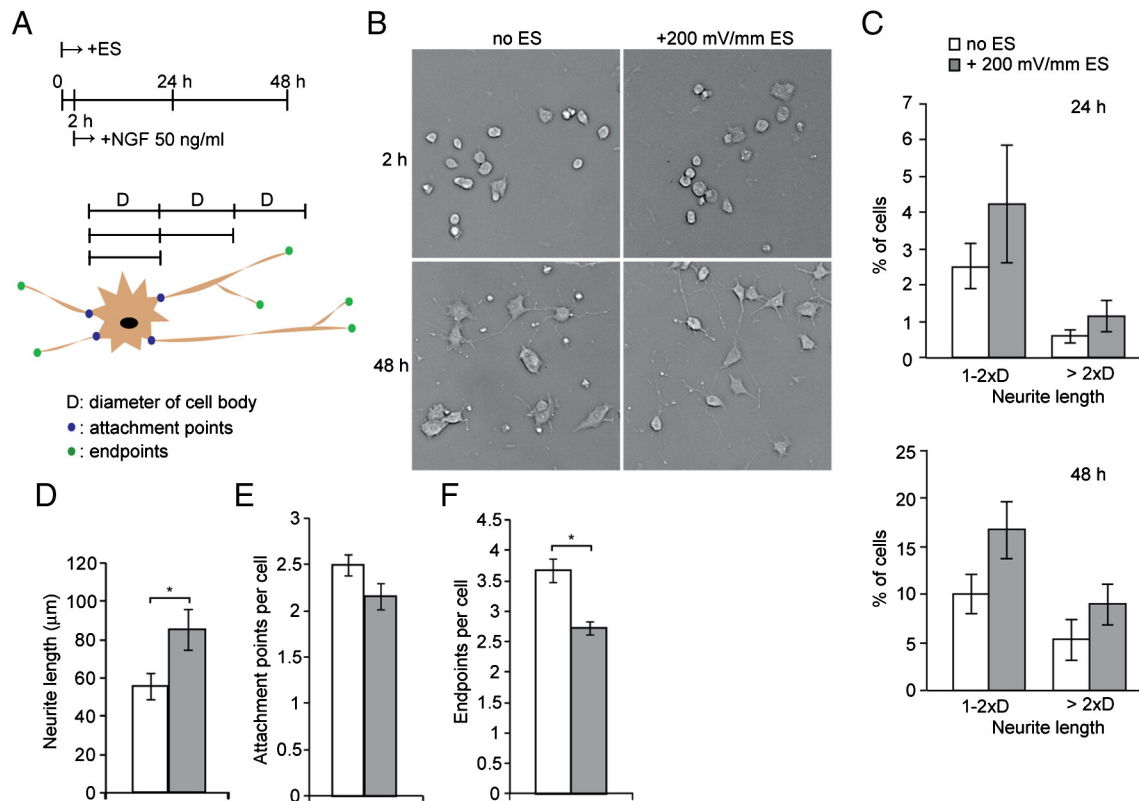 A
+ES
0
24 h
48 h
2 h
+NGF 50 ng/ml
D
D
D
D: diameter of cell body
: attachment points
: endpoints
B
no ES
+200 mV/mm ES
2 h
48 h
C
no ES
+ 200 mV/mm ES
24 h
7
6
5
4
3
2
1
0
% of cells
1-2xD
> 2xD
Neurite length
48 h
25
20
15
10
5
0
% of cells
1-2xD
> 2xD
Neurite length
D
120
100
80
60
40
20
0
Neurite length (µm)
*
E
3
2.5
2
1.5
1
0.5
0
Attachment points per cell
F
4.5
4
3.5
3
2.5
2
1.5
1
0.5
0
Endpoints per cell
*